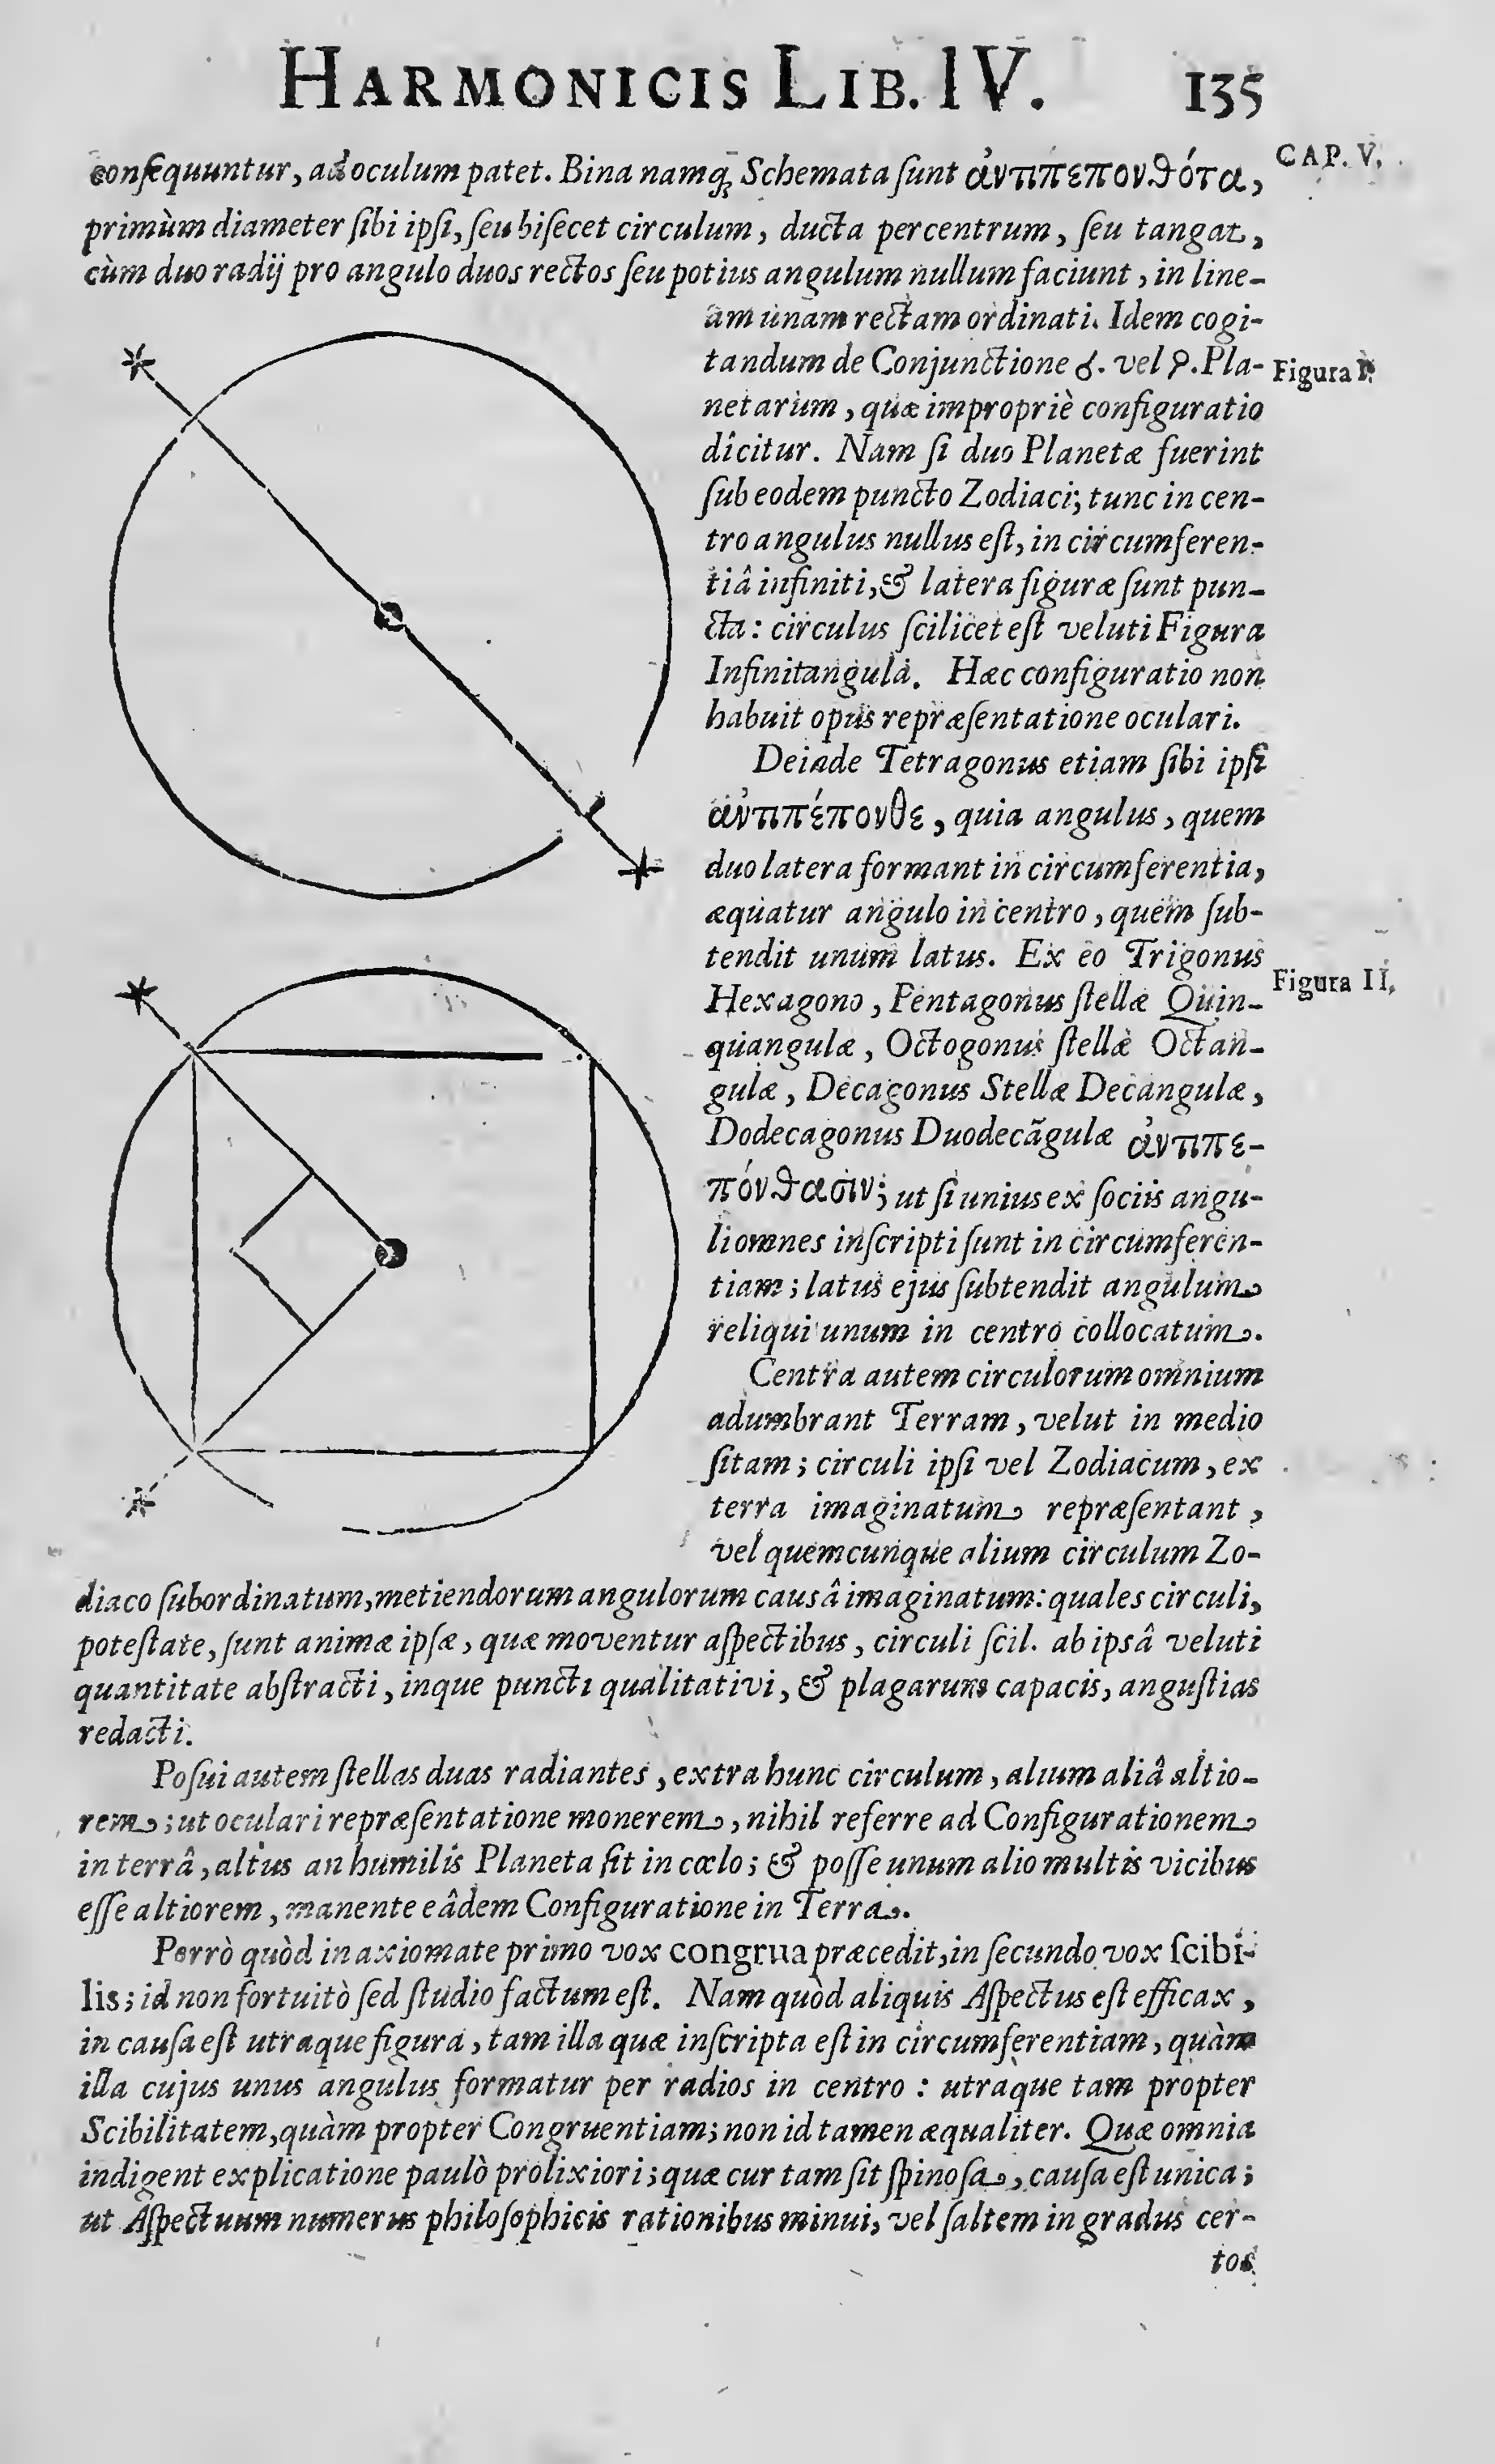 HARMONICIS LIB. IV. 135
CAP. V.
conſequuntur, ad oculum patet. Bina namq́; Schemata ſunt ἀντιπεπονθότα,
primùm diameter ſibi ipſi, ſeu biſecet circulum, ducta per centrum, ſeu tangat,
cùm duo radij pro angulo duos rectos ſeu potius angulum nullum faciunt, in line-
am unam rectam ordinati. Idem cogi-
tandum de Conjunctione ☌. vel . Pla-
Figura I.
netarum, quæ impropriè configuratio
dicitur. Nam ſi duo Planetæ fuerint
ſub eodem puncto Zodiaci; tunc in cen-
tro angulus nullus eſt, in circumferen-
tiâ infiniti, & latera figuræ ſunt pun-
cta: circulus ſcilicet eſt veluti Figura
Infinitangula. Hæc configuratio non
habuit opus repræſentatione oculari.
Deinde Tetragonus etiam ſibi ipſi
ἀντιπέπονθε, quia angulus, quem
duo latera formant in circumferentia,
æquatur angulo in centro, quem ſub-
tendit unum latus. Ex eo Trigonus
Figura II.
Hexagono, Pentagonus ſtellæ Quin-
quangulæ, Octogonus ſtellæ Octan-
gulæ, Decagonus Stellæ Decangulæ,
Dodecagonus Duodecãgulæ ἀντιπε-
πόνθασιν; ut ſi unius ex ſociis angu-
li omnes inſcripti ſunt in circumferen-
tiam; latus ejus ſubtendit angulum
reliqui unum in centro collocatum.
Centra autem circulorum omnium
adumbrant Terram, velut in medio
ſitam; circuli ipſi vel Zodiacum, ex
terra imaginatum repræſentant,
vel quemcunque alium circulum Zo-
diaco ſubordinatum, metiendorum angulorum causâ imaginatum: quales circuli,
poteſtate, ſunt animæ ipſæ, quæ moventur aſpectibus, circuli ſcil. ab ipsâ veluti
quantitate abſtracti, inque puncti qualitativi, & plagarum capacis, anguſtias
redacti.
Poſui autem ſtellas duas radiantes, extra hunc circulum, alium aliâ altio-
rem; ut oculari repræſentatione monerem, nihil referre ad Configurationem
in terrâ, altus an humilis Planeta ſit in cœlo; & poſſe unum alio multis vicibus
eſſe altiorem, manente eâdem Configuratione in Terra.
Porrò quòd in axiomate primo vox congrua præcedit, in ſecundo vox ſcibi-
lis; id non fortuitò ſed ſtudio factum eſt. Nam quòd aliquis Aſpectus eſt efficax,
in cauſa eſt utraque figura, tam illa quæ inſcripta eſt in circumferentiam, quàm
illa cujus unus angulus formatur per radios in centro: utraque tam propter
Scibilitatem, quàm propter Congruentiam; non id tamen æqualiter. Quæ omnia
indigent explicatione paulò prolixiori; quæ cur tam ſit ſpinoſa, cauſa eſt unica;
ut Aſpectuum numerus philoſophicis rationibus minui, vel ſaltem in gradus cer-
tos